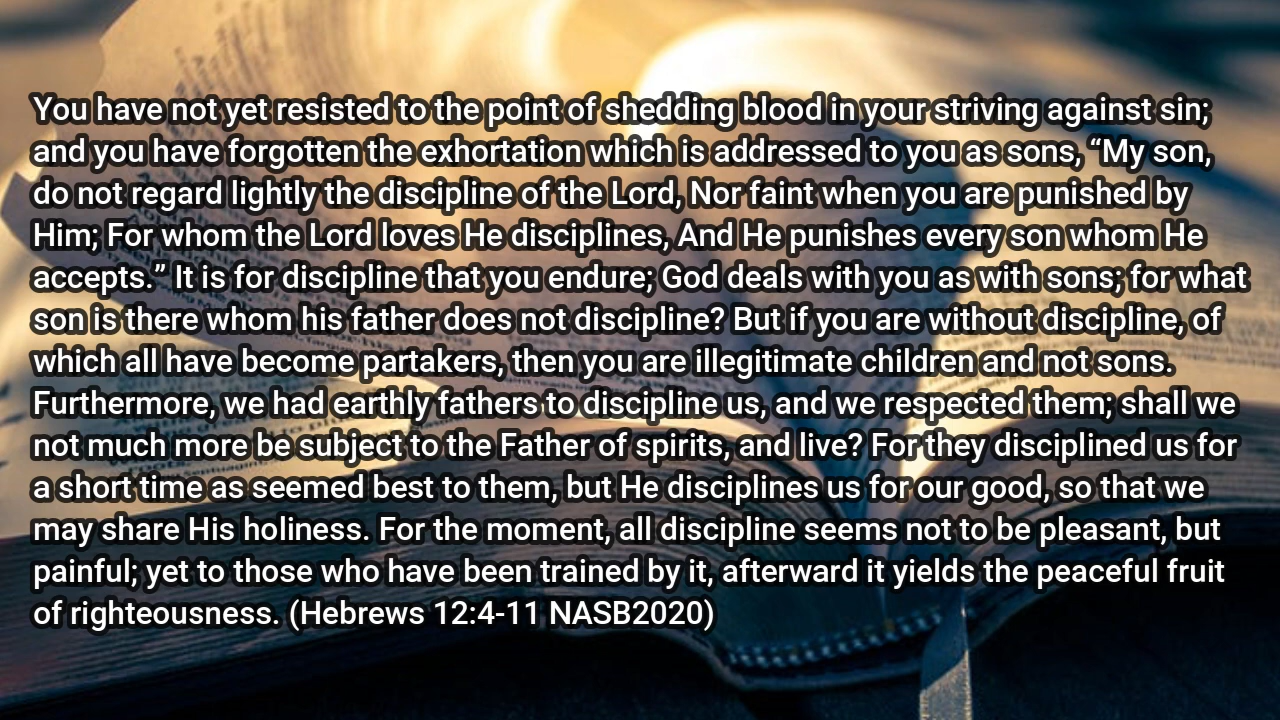 You have not yet resisted to the point of shedding blood in your striving against sin;
and you have forgotten the exhortation which is addressed to you as sons, “My son,
do not regard lightly the discipline of the Lord, Nor faint when you are punished by
Him; For whom the Lord loves He disciplines, And He punishes every son whom He
accepts.” It is for discipline that you endure; God deals with you as with sons; for what
son is there whom his father does not discipline? But if you are without discipline, of
which all have become partakers, then you are illegitimate children and not sons.
Furthermore, we had earthly fathers to discipline us, and we respected them; shall we
not much more be subject to the Father of spirits, and live? For they disciplined us for
a short time as seemed best to them, but He disciplines us for our good, so that we
may share His holiness. For the moment, all discipline seems not to be pleasant, but
painful; yet to those who have been trained by it, afterward it yields the peaceful fruit
of righteousness. (Hebrews 12:4-11 NASB2020)